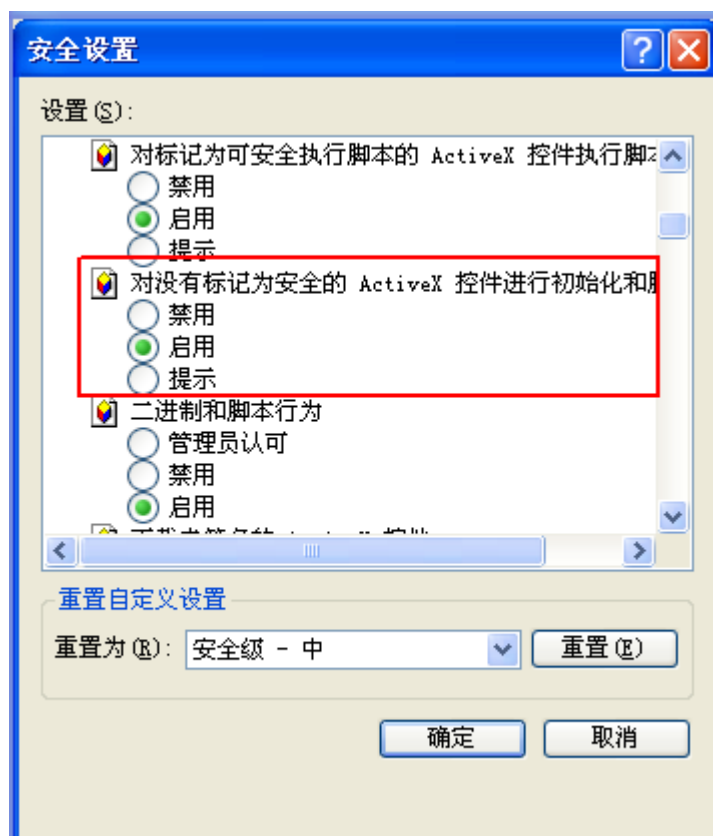 安全设置
设置(S):
对标记为可安全执行脚本的 ActiveX 控件执行脚
禁用
启用
提示
对没有标记为安全的 ActiveX 控件进行初始化和
禁用
启用
提示
二进制和脚本行为
管理员认可
禁用
启用
重置自定义设置
重置为(R):
安全级 - 中
重置(E)
确定
取消